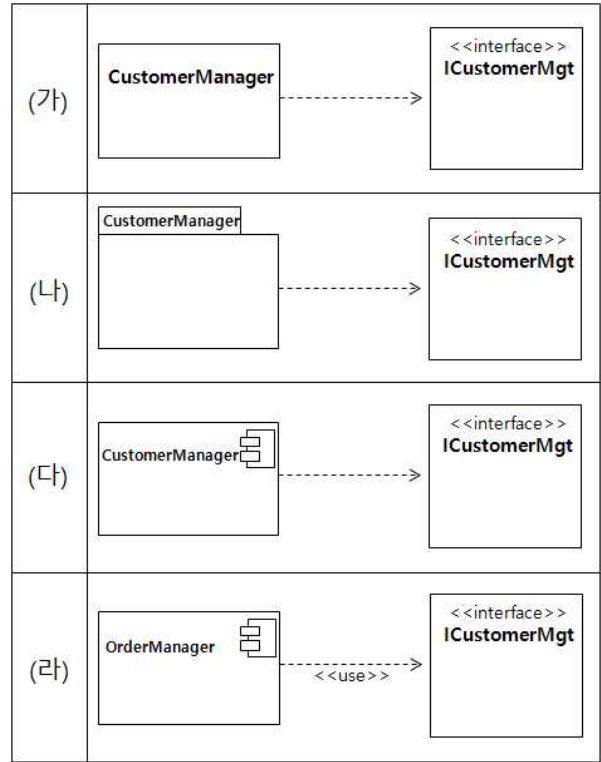 (가)
CustomerManager
<<interface>>
ICustomerMgt
(나)
CustomerManager
<<interface>>
ICustomerMgt
(다)
CustomerManager
<<interface>>
ICustomerMgt
(라)
OrderManager
<<use>>
<<interface>>
ICustomerMgt